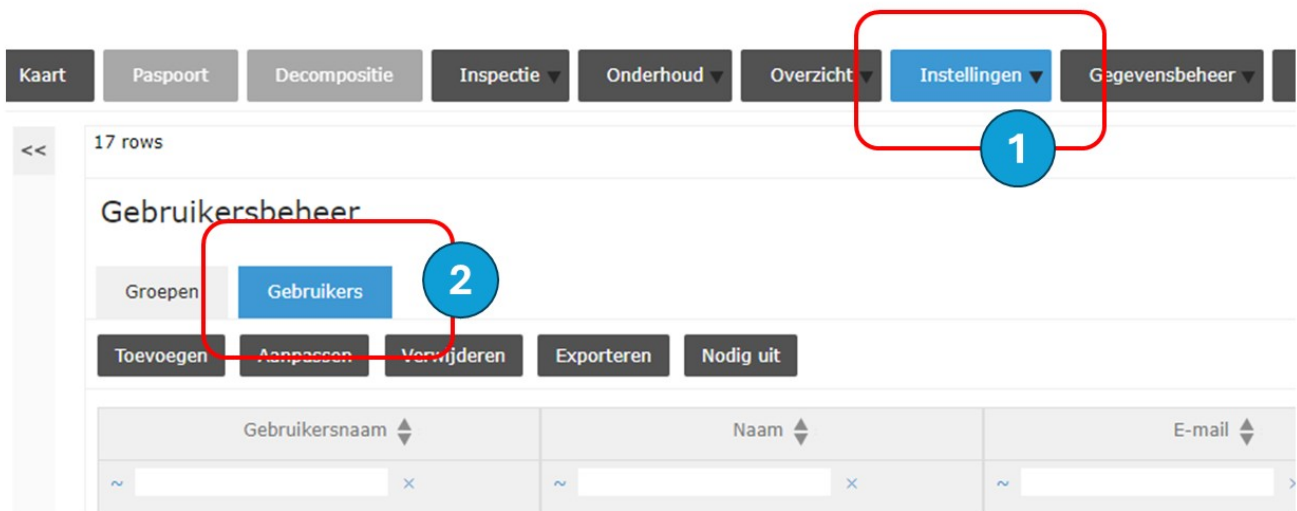 Kaart Paspoort Decompositie Inspectie Onderhoud Overzicht Instellingen Gegevensbeheer
1
<< 17 rows
Gebruikersbeheer
Groepen Gebruikers 2
Toevoegen Aanpassen Verwijderen Exporteren Nodig uit
Gebruikersnaam Naam E-mail
~ × ~ × ~ ×